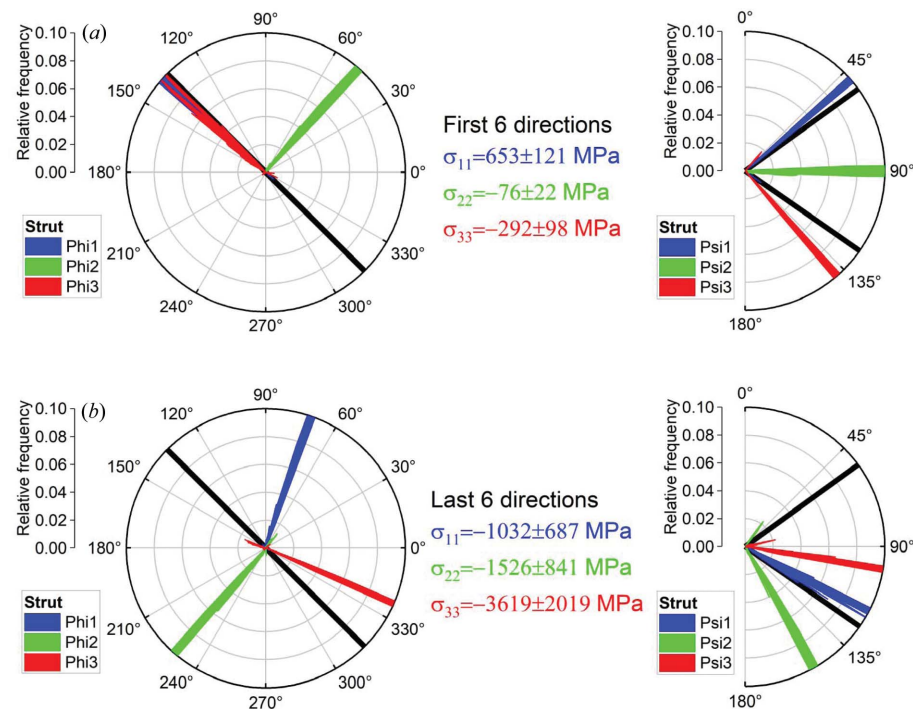 (a)
Relative frequency
0.10
0.08
0.06
0.04
0.02
0.00
90°
120°
60°
150°
30°
180°
0°
210°
330°
240°
300°
270°
Strut
Phi1
Phi2
Phi3
First 6 directions
σ11=653±121 MPa
σ22=−76±22 MPa
σ33=−292±98 MPa
Relative frequency
0.10
0.08
0.06
0.04
0.02
0.00
0°
45°
90°
135°
180°
Strut
Psi1
Psi2
Psi3
(b)
Relative frequency
0.10
0.08
0.06
0.04
0.02
0.00
90°
120°
60°
150°
30°
180°
0°
210°
330°
240°
300°
270°
Strut
Phi1
Phi2
Phi3
Last 6 directions
σ11=−1032±687 MPa
σ22=−1526±841 MPa
σ33=−3619±2019 MPa
Relative frequency
0.10
0.08
0.06
0.04
0.02
0.00
0°
45°
90°
135°
180°
Strut
Psi1
Psi2
Psi3